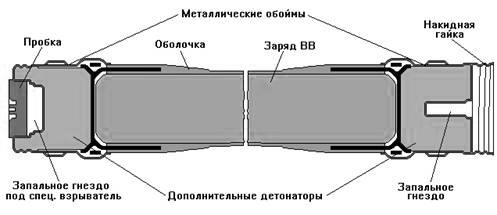 Металлические обоймы
Накидная
гайка
Пробка
Оболочка
Заряд ВВ
Запальное гнездо
под спец. взрыватель
Дополнительные детонаторы
Запальное
гнездо